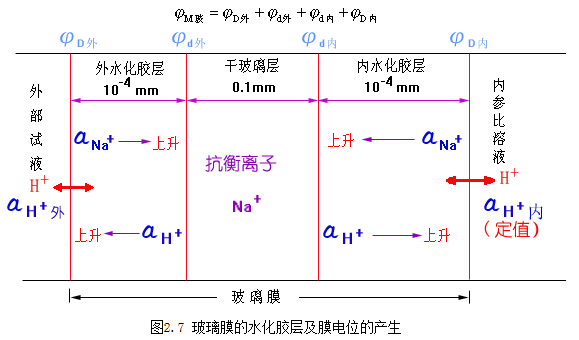 φM玻 = φD外 + φd外 + φd内 + φD内
φD外 φd外 φd内 φD内
外水化胶层 干玻璃层 内水化胶层
10-4 mm 0.1mm 10-4 mm
外部试液
内参比溶液
aNa+ 上升 抗衡离子 上升 aNa+
H+ Na+ H+
aH+外 aH+内
上升 aH+ aH+ 上升 (定值)
玻璃膜
图2.7 玻璃膜的水化胶层及膜电位的产生